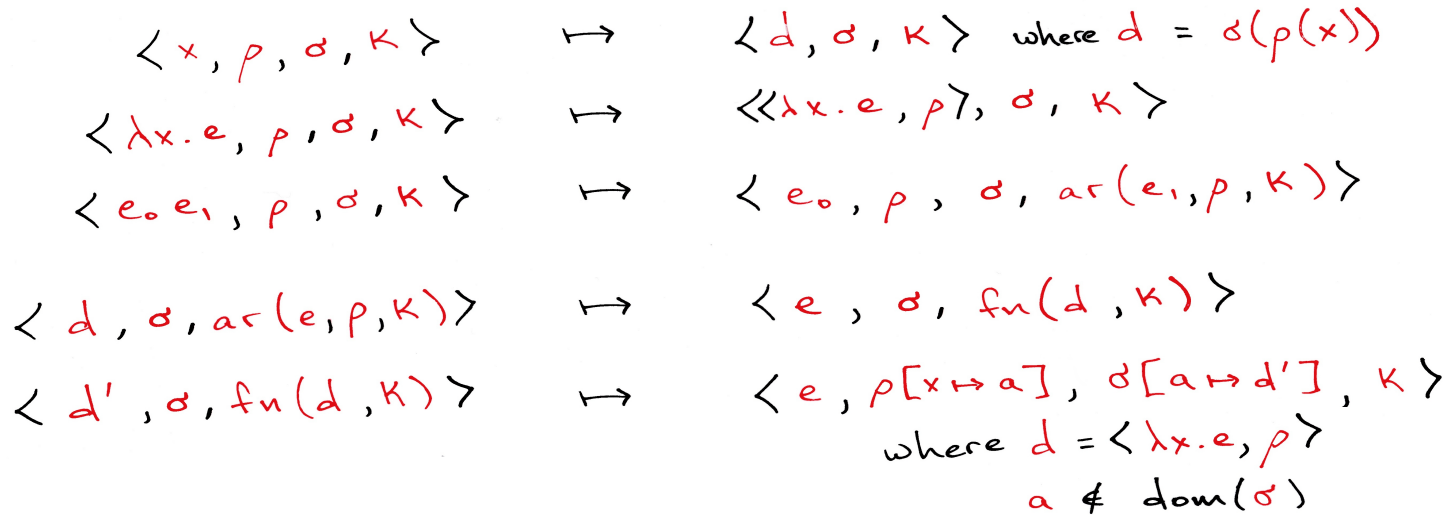 < x, ρ, σ, κ > ↦ < d, σ, κ > where d = σ(ρ(x))
< λx.e, ρ, σ, κ > ↦ <<λx.e, ρ>, σ, κ >
< e₀ e₁, ρ, σ, κ > ↦ < e₀, ρ, σ, ar(e₁, ρ, κ) >
< d, σ, ar(e, ρ, κ) > ↦ < e, σ, fn(d, κ) >
< d', σ, fn(d, κ) > ↦ < e, ρ[x ↦ a], σ[a ↦ d'], κ >
where d = < λx.e, ρ >
a ∉ dom(σ)